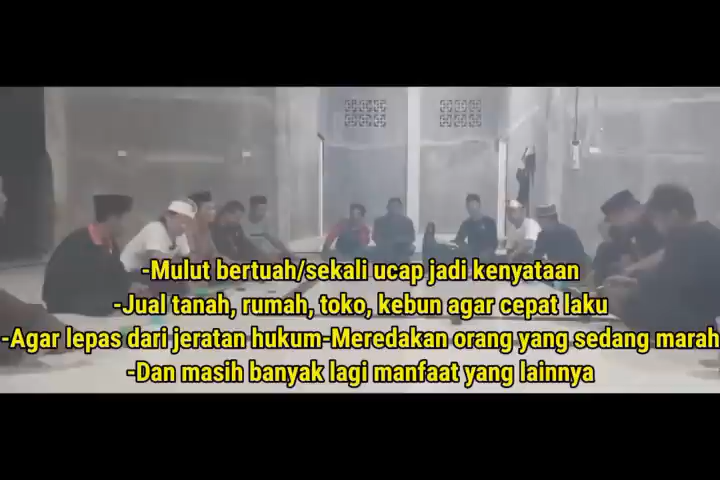 -Mulut bertuah/sekali ucap jadi kenyataan
-Jual tanah, rumah, toko, kebun agar cepat laku
-Agar lepas dari jeratan hukum-Meredakan orang yang sedang marah
-Dan masih banyak lagi manfaat yang lainnya